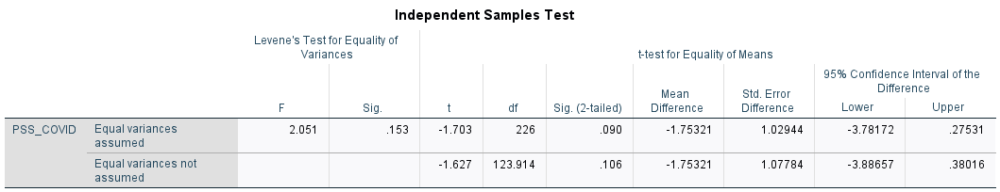 Independent Samples Test
Levene's Test for Equality of
Variances
t-test for Equality of Means
95% Confidence Interval of the
Difference
F
Sig.
t
df
Sig. (2-tailed)
Mean
Difference
Std. Error
Difference
Lower
Upper
PSS_COVID
Equal variances
assumed
2.051
.153
-1.703
226
.090
-1.75321
1.02944
-3.78172
.27531
Equal variances not
assumed
-1.627
123.914
.106
-1.75321
1.07784
-3.88657
.38016